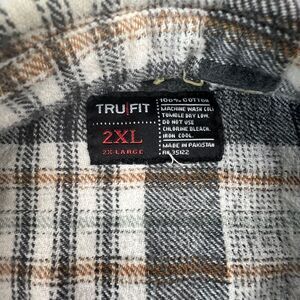 TRU FIT
2XL
2X-LARGE
100% COTTON
MACHINE WASH COLD
TUMBLE DRY LOW.
DO NOT USE
CHLORINE BLEACH.
IRON COOL.
MADE IN PAKISTAN